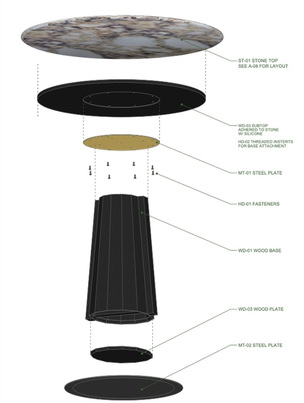 ST-01 STONE TOP
SEE A-09 FOR LAYOUT
WD-02 SUBTOP
ADHERED TO STONE
W/ SILICONE
HD-02 THREADED INSTERTS
FOR BASE ATTACHMENT
MT-01 STEEL PLATE
HD-01 FASTENERS
WD-01 WOOD BASE
WD-03 WOOD PLATE
MT-02 STEEL PLATE